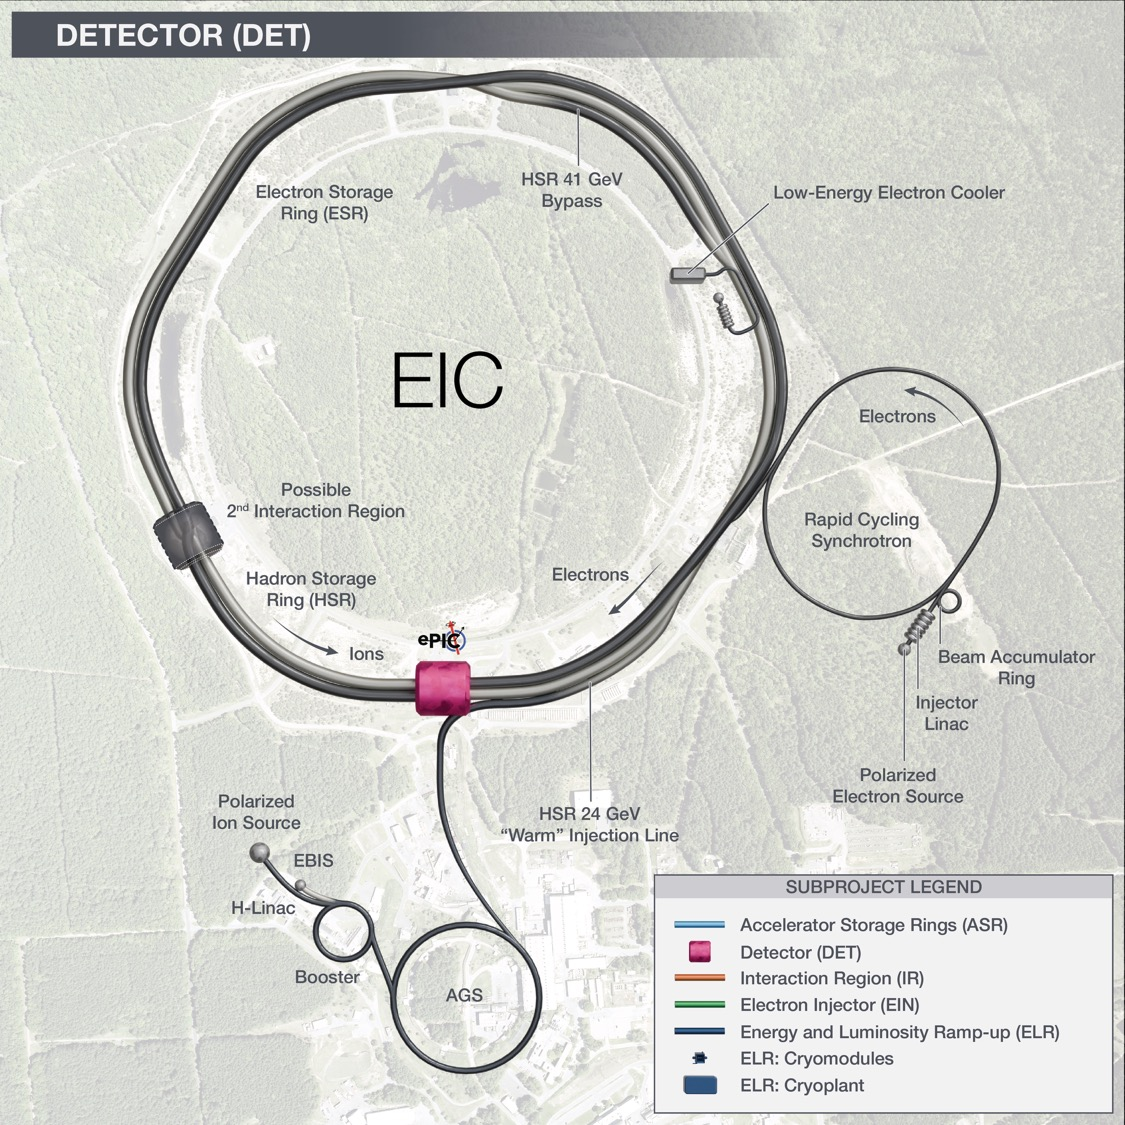 DETECTOR (DET)
Electron Storage
Ring (ESR)
HSR 41 GeV
Bypass
Low-Energy Electron Cooler
EIC
Electrons
Rapid Cycling
Synchrotron
Possible
2nd Interaction Region
Hadron Storage
Ring (HSR)
Ions
ePIC
Electrons
Beam Accumulator
Ring
Injector
Linac
Polarized
Electron Source
HSR 24 GeV
“Warm” Injection Line
Polarized
Ion Source
EBIS
H-Linac
Booster
AGS
SUBPROJECT LEGEND
Accelerator Storage Rings (ASR)
Detector (DET)
Interaction Region (IR)
Electron Injector (EIN)
Energy and Luminosity Ramp-up (ELR)
ELR: Cryomodules
ELR: Cryoplant